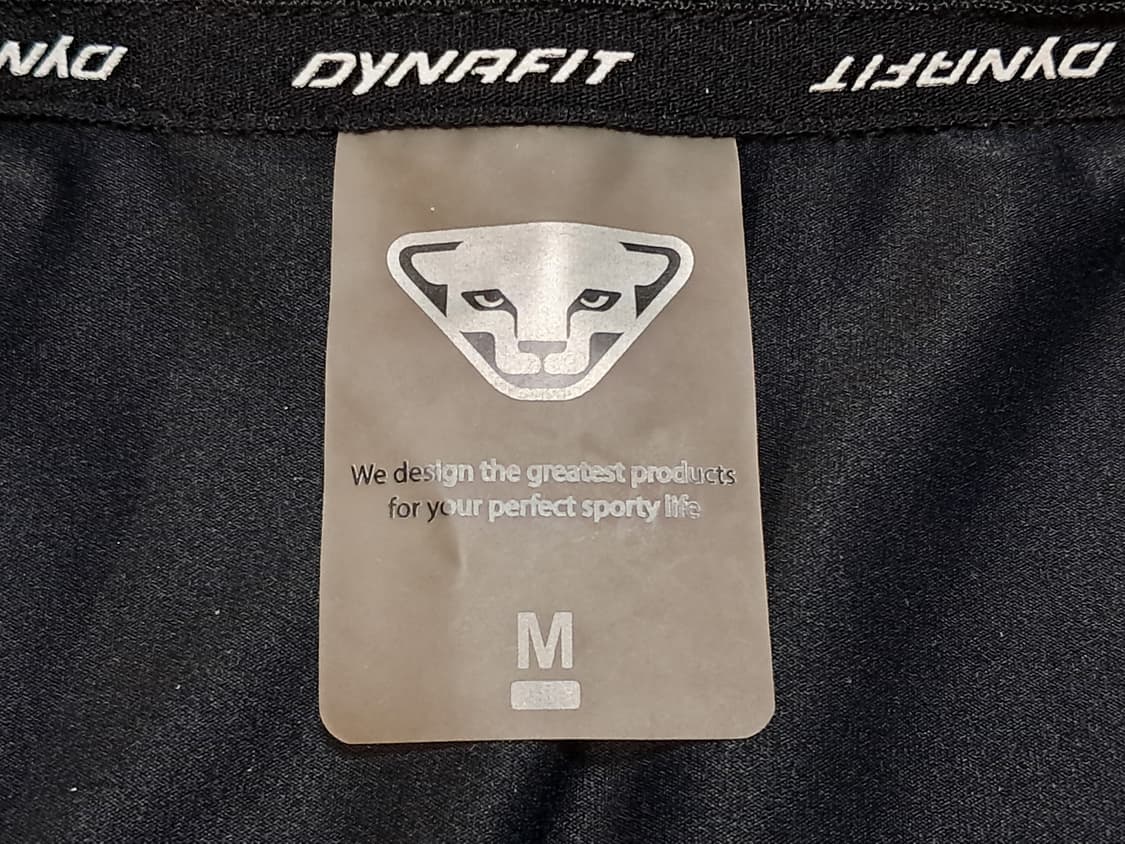 DYNAFIT
DYNAFIT
We design the greatest products
for your perfect sporty life
M